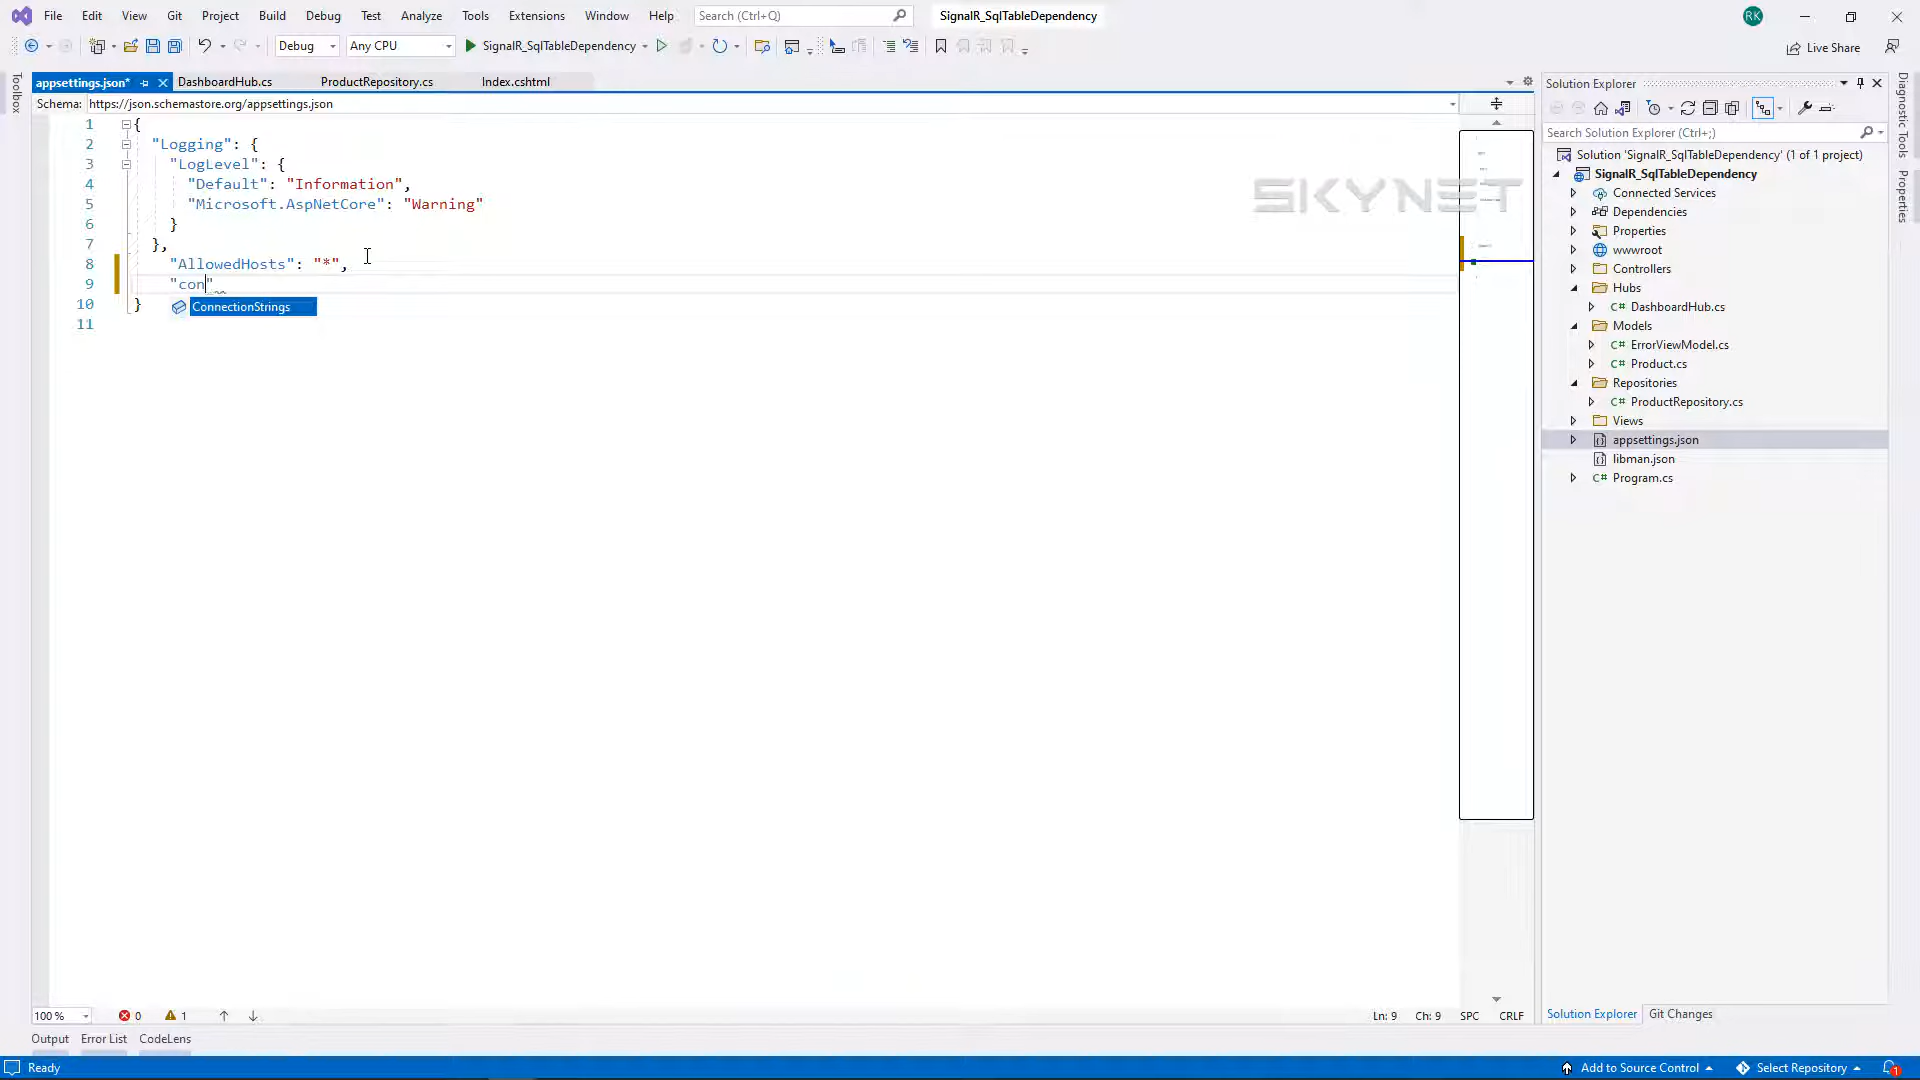 File Edit View Git Project Build Debug Test Analyze Tools Extensions Window Help Search (Ctrl+Q) SignalR_SqlTableDependency RK
Debug Any CPU SignalR_SqlTableDependency Live Share
Toolbox
appsettings.json* DashboardHub.cs ProductRepository.cs Index.cshtml
Schema: https://json.schemastore.org/appsettings.json
1 {
2 "Logging": {
3 "LogLevel": {
4 "Default": "Information",
5 "Microsoft.AspNetCore": "Warning"
6 }
7 },
8 "AllowedHosts": "*",
9 "con"
10 }
11
ConnectionStrings
SKYNET
100 % 0 1 Ln: 9 Ch: 9 SPC CRLF
Output Error List CodeLens
Solution Explorer
Search Solution Explorer (Ctrl+;)
Solution 'SignalR_SqlTableDependency' (1 of 1 project)
SignalR_SqlTableDependency
Connected Services
Dependencies
Properties
wwwroot
Controllers
Hubs
C# DashboardHub.cs
Models
C# ErrorViewModel.cs
C# Product.cs
Repositories
C# ProductRepository.cs
Views
appsettings.json
libman.json
C# Program.cs
Solution Explorer Git Changes
Diagnostic Tools
Properties
Ready Add to Source Control Select Repository 1